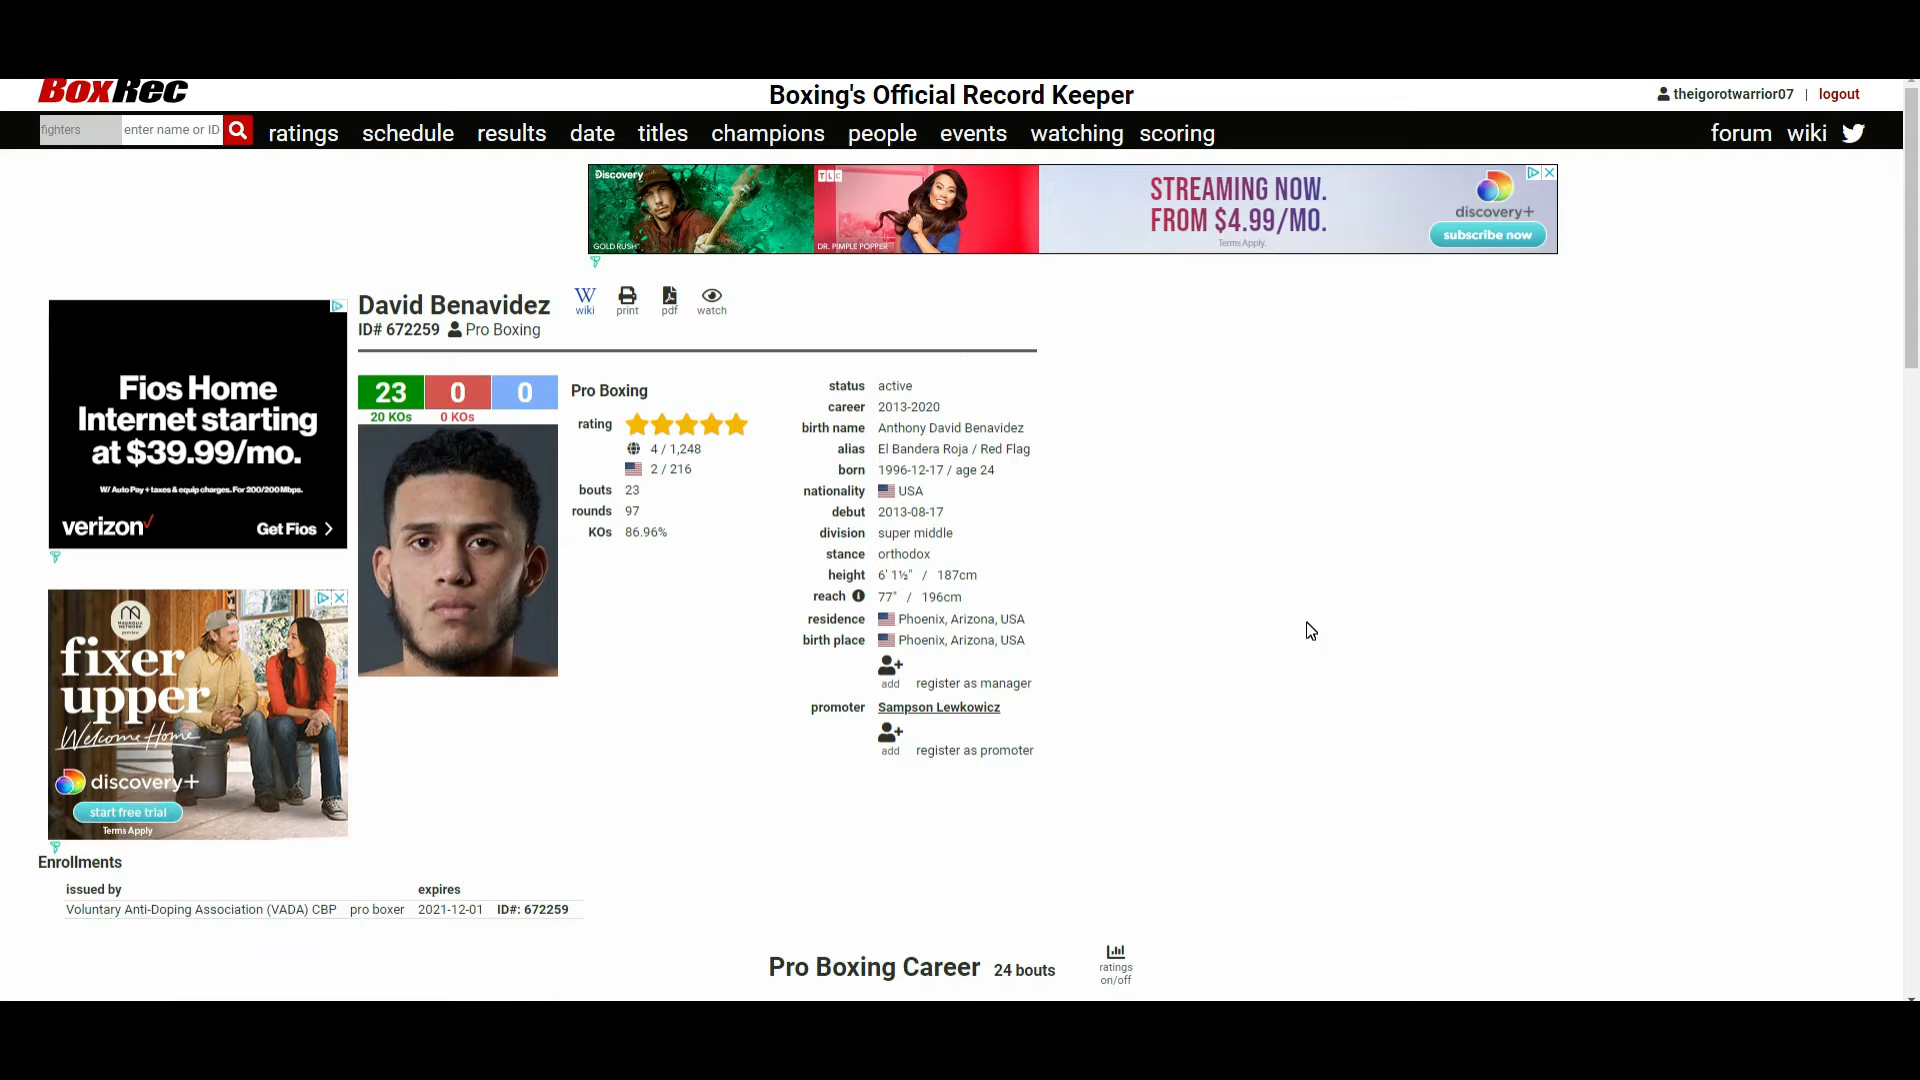 BoxRec
Boxing's Official Record Keeper
theigorotwarrior07 | logout
fighters enter name or ID
ratings schedule results date titles champions people events watching scoring forum wiki
Discovery
GOLD RUSH
TLC
DR. PIMPLE POPPER
STREAMING NOW.
FROM $4.99/MO.
Terms Apply.
discovery+
subscribe now
David Benavidez
ID# 672259 Pro Boxing
wiki print pdf watch
Fios Home
Internet starting
at $39.99/mo.
W/ Auto Pay + taxes & equip charges. For 200/200 Mbps.
verizon✓ Get Fios >
MAGNOLIA
NETWORK
preview
fixer
upper
Welcome Home
discovery+
start free trial
Terms Apply
23 0 0
20 KOs 0 KOs
Pro Boxing
rating
4 / 1,248
2 / 216
bouts 23
rounds 97
KOs 86.96%
status active
career 2013-2020
birth name Anthony David Benavidez
alias El Bandera Roja / Red Flag
born 1996-12-17 / age 24
nationality USA
debut 2013-08-17
division super middle
stance orthodox
height 6' 1½" / 187cm
reach 77" / 196cm
residence Phoenix, Arizona, USA
birth place Phoenix, Arizona, USA
add register as manager
promoter Sampson Lewkowicz
add register as promoter
Enrollments
issued by expires
Voluntary Anti-Doping Association (VADA) CBP pro boxer 2021-12-01 ID#: 672259
Pro Boxing Career 24 bouts
ratings
on/off